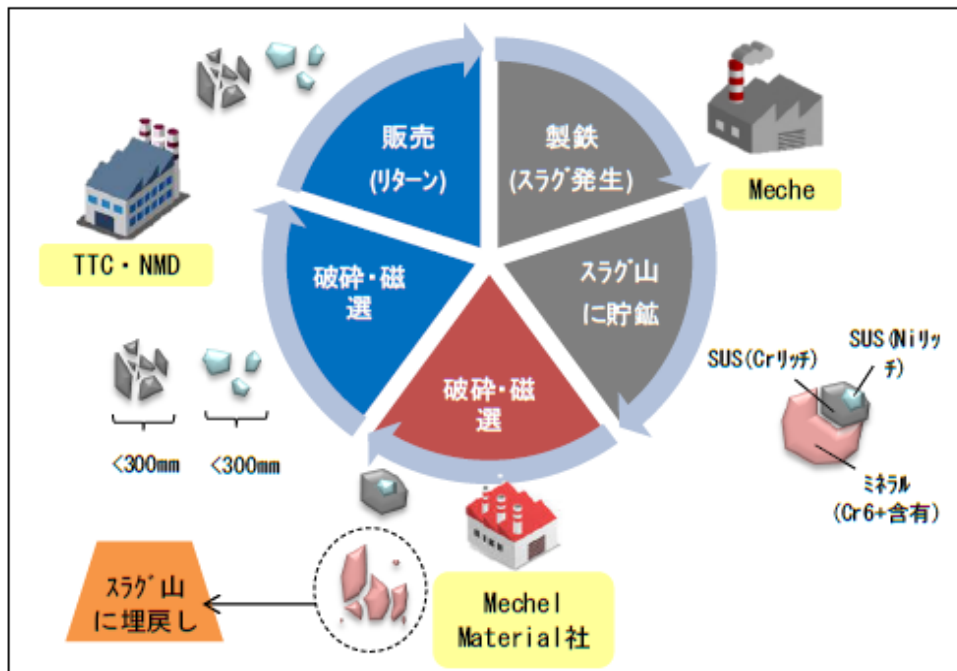 販売
(ﾘﾀｰﾝ)
製鉄
(ｽﾗｸﾞ発生)
Meche
TTC・NMD
破砕・磁
選
ｽﾗｸﾞ山
に貯鉱
SUS(Crﾘｯﾁ)
SUS(Niﾘｯ
ﾁ)
破砕・磁
選
<300mm
<300mm
ﾐﾈﾗﾙ
(Cr6+含有)
ｽﾗｸﾞ山
に埋戻し
Mechel
Material社